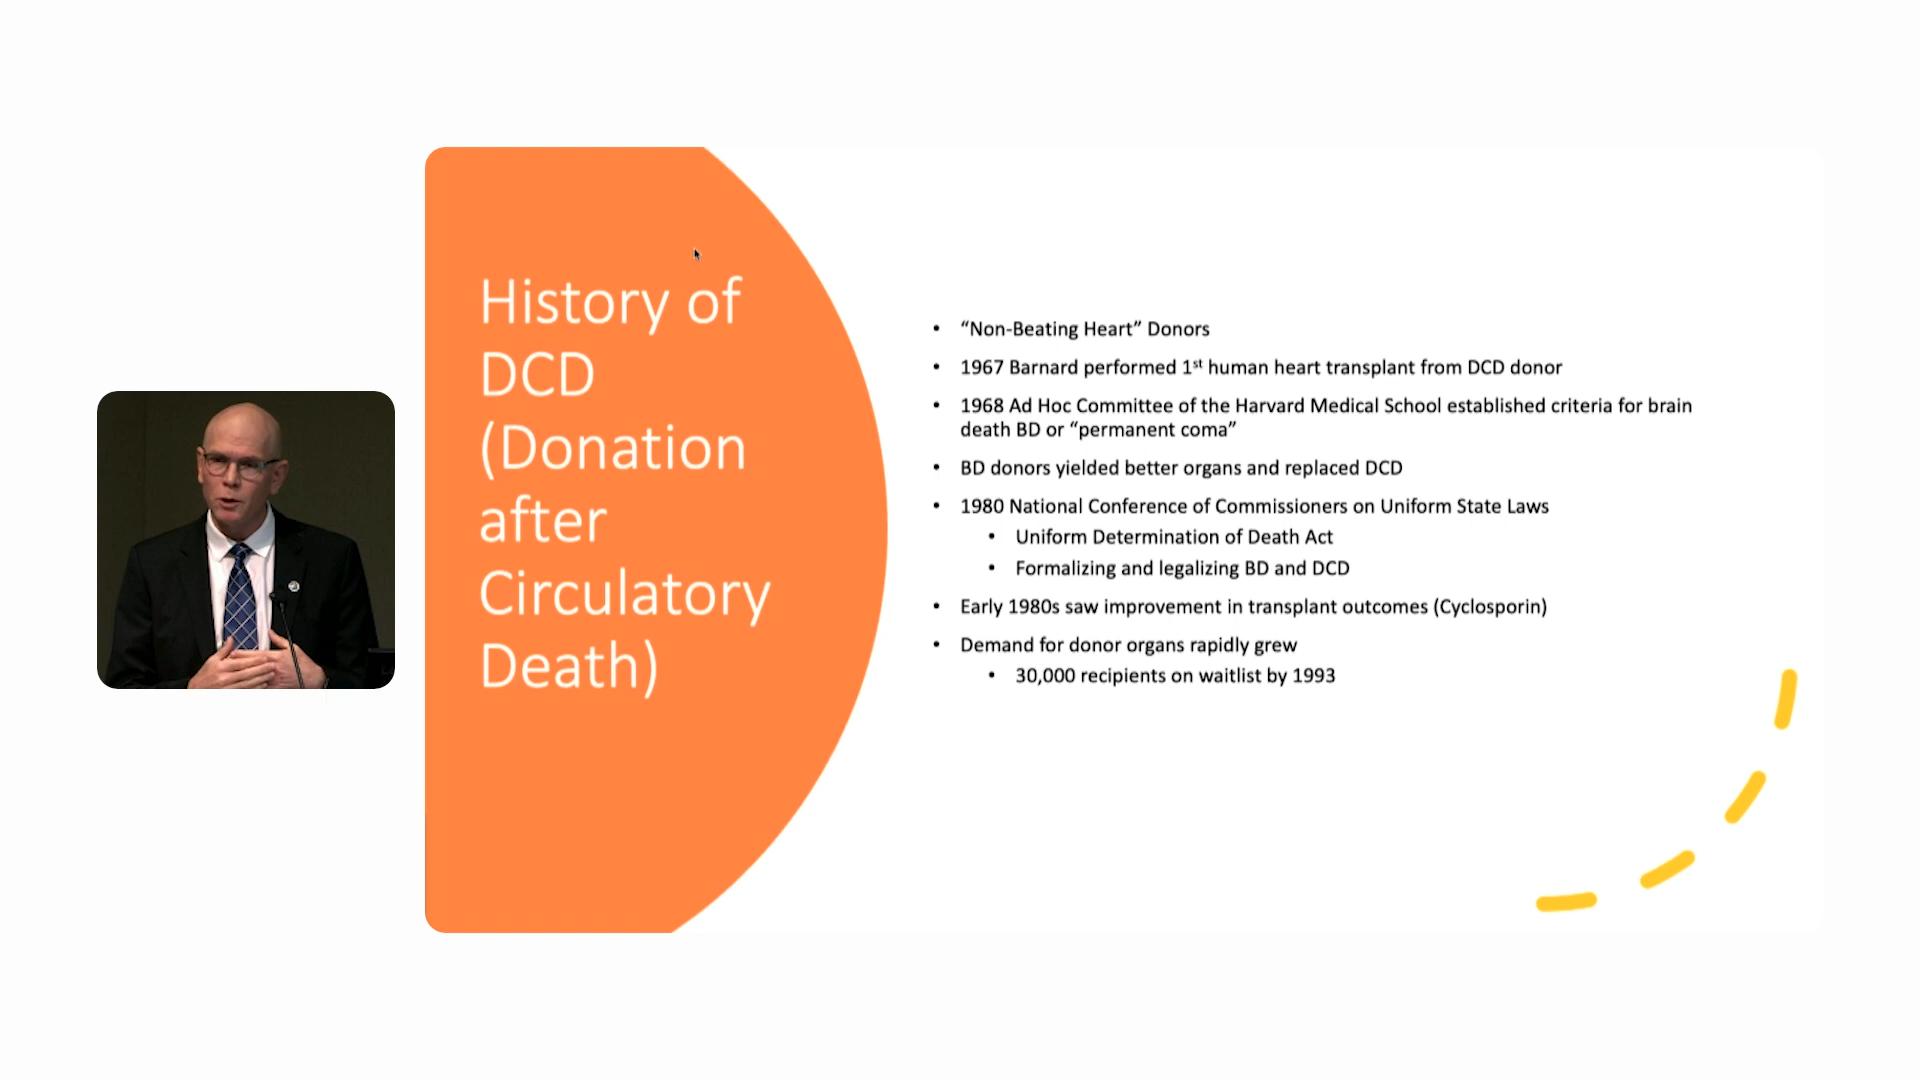 History of
DCD
(Donation
after
Circulatory
Death)
• “Non-Beating Heart” Donors
• 1967 Barnard performed 1st human heart transplant from DCD donor
• 1968 Ad Hoc Committee of the Harvard Medical School established criteria for brain
death BD or “permanent coma”
• BD donors yielded better organs and replaced DCD
• 1980 National Conference of Commissioners on Uniform State Laws
• Uniform Determination of Death Act
• Formalizing and legalizing BD and DCD
• Early 1980s saw improvement in transplant outcomes (Cyclosporin)
• Demand for donor organs rapidly grew
• 30,000 recipients on waitlist by 1993